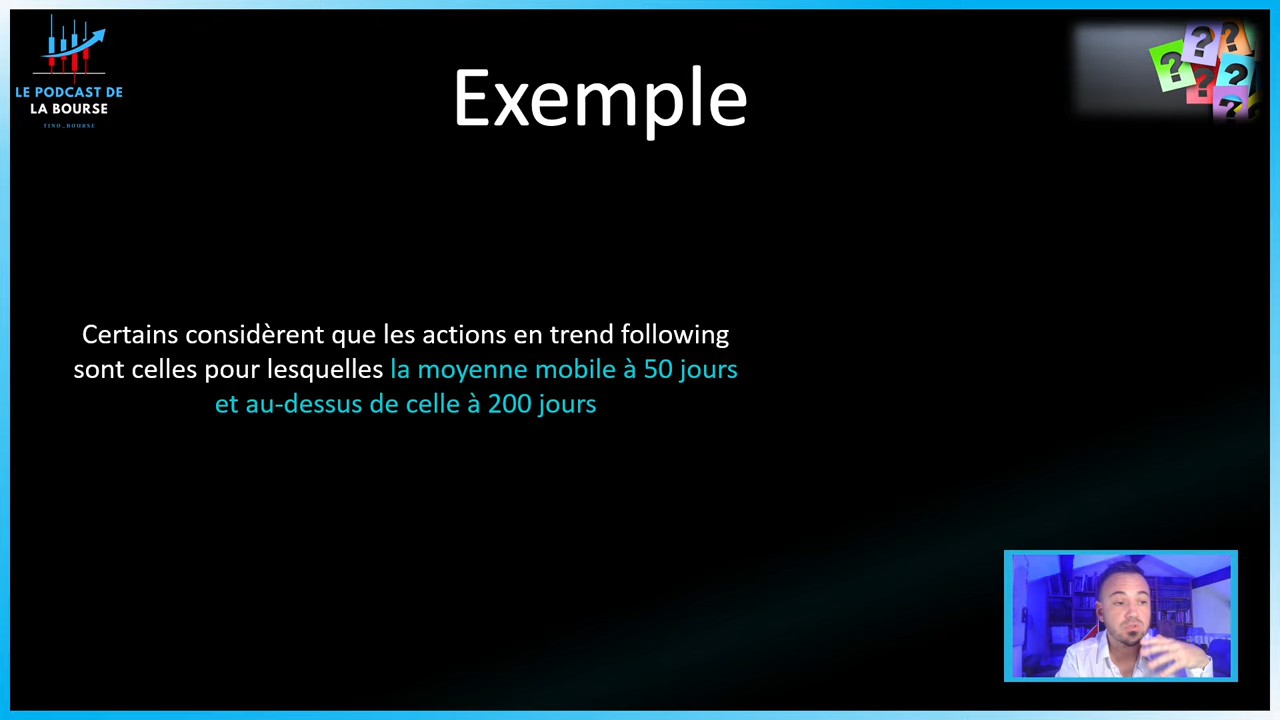 LE PODCAST DE
LA BOURSE
TINO_BOURSE
Exemple
? ? ? ? ? ?
Certains considèrent que les actions en trend following
sont celles pour lesquelles la moyenne mobile à 50 jours
et au-dessus de celle à 200 jours